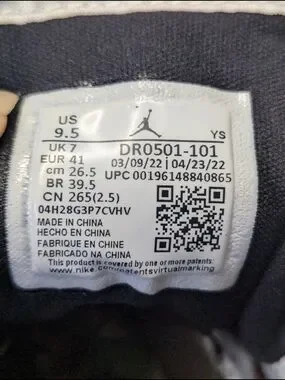 US
9.5
YS
UK 7
EUR 41
cm 26.5
BR 39.5
CN 265(2.5)
DR0501-101
03/09/22 04/23/22
UPC 00196148840865
04H28G3P7CVHV
MADE IN CHINA
HECHO EN CHINA
FABRIQUE EN CHINE
FABRICADO NA CHINA
This product is covered by one or more patents:
www.nike.com/patentsvirtualmarking